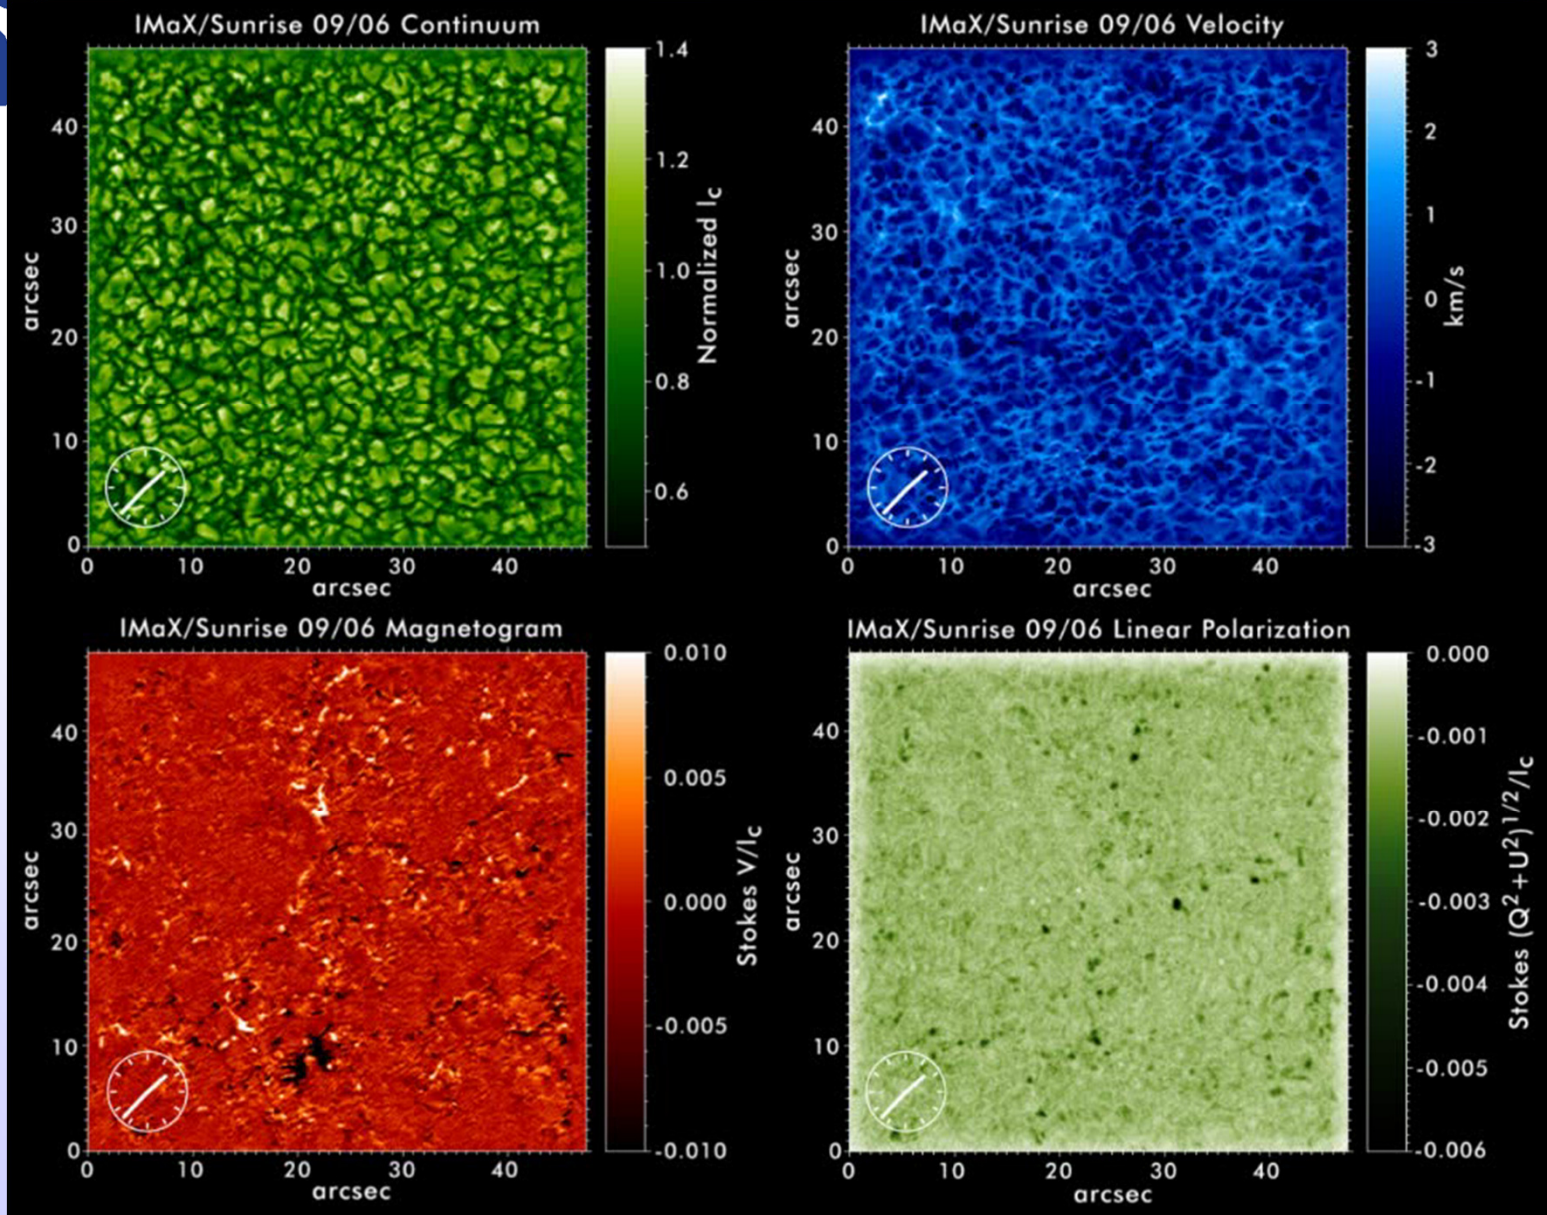 IMaX/Sunrise 09/06 Continuum
1.4
1.2
1.0
0.8
0.6
Normalized Ic
40
30
20
10
0
arcsec
0 10 20 30 40
arcsec
IMaX/Sunrise 09/06 Velocity
3
2
1
0
-1
-2
-3
km/s
40
30
20
10
0
arcsec
0 10 20 30 40
arcsec
IMaX/Sunrise 09/06 Magnetogram
0.010
0.005
0.000
-0.005
-0.010
Stokes V/Ic
40
30
20
10
0
arcsec
0 10 20 30 40
arcsec
IMaX/Sunrise 09/06 Linear Polarization
0.000
-0.001
-0.002
-0.003
-0.004
-0.005
-0.006
Stokes (Q²+U²)¹/²/Ic
40
30
20
10
0
arcsec
0 10 20 30 40
arcsec